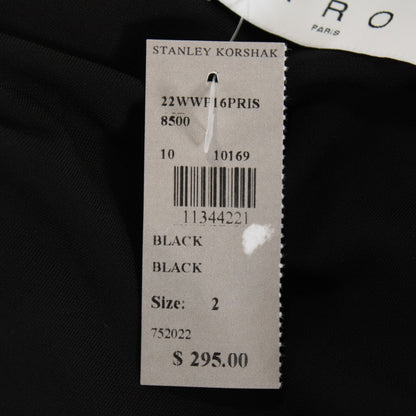 RO
PARIS
STANLEY KORSHAK
22WWF16PRIS
8500
10 10169
11344221
BLACK
BLACK
Size: 2
752022
$ 295.00